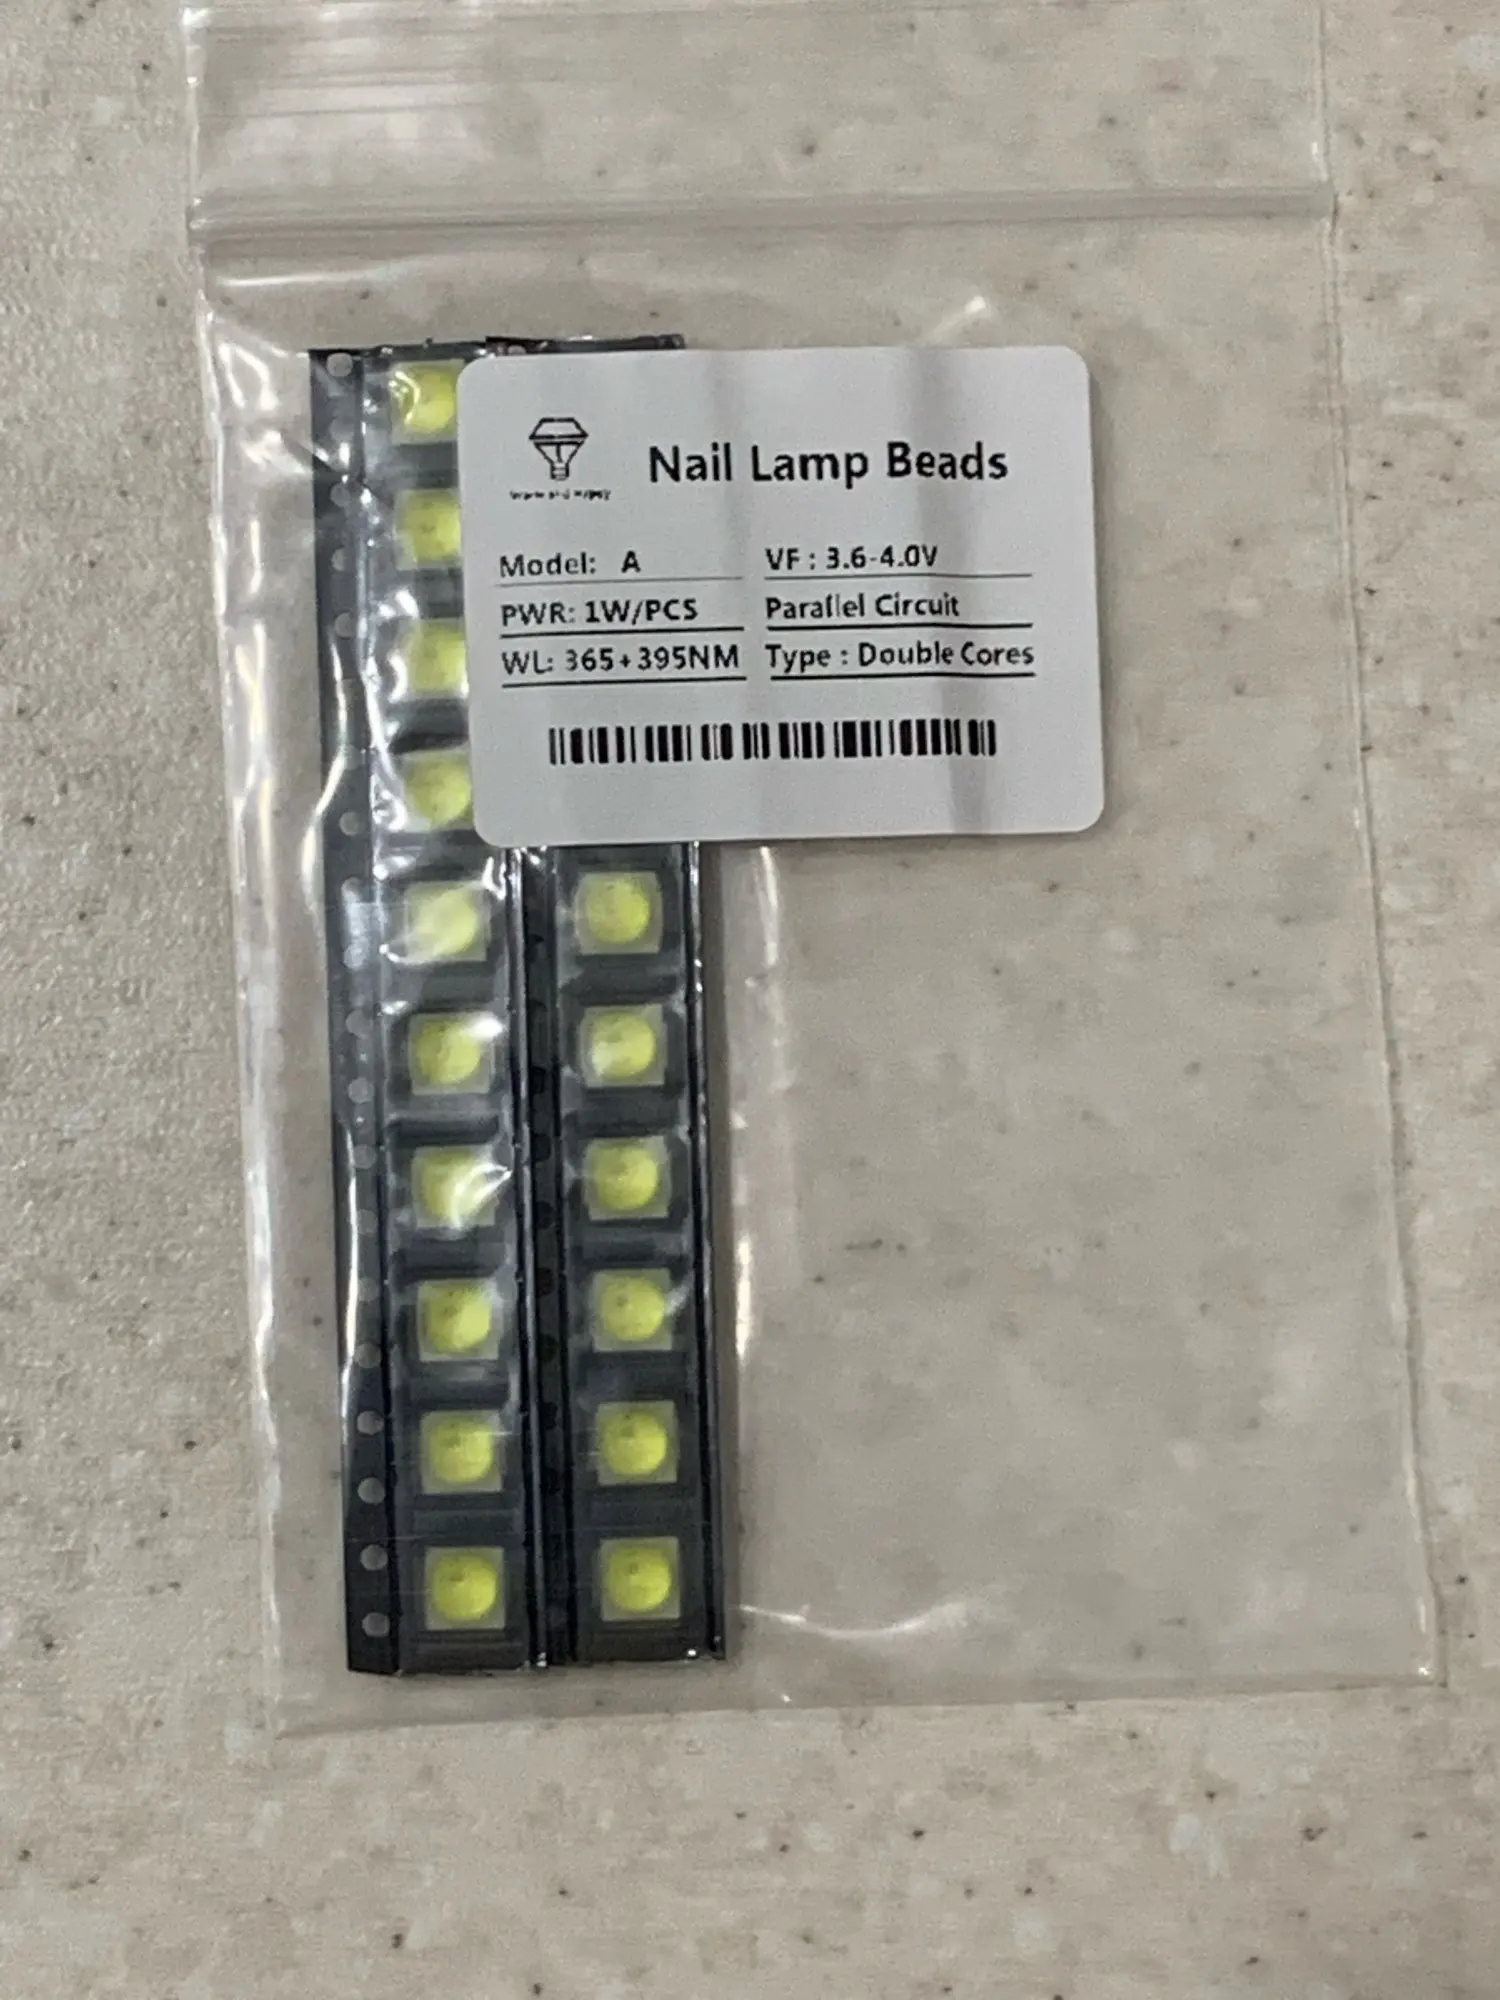 Nail Lamp Beads
Model: A
VF : 3.6-4.0V
PWR: 1W/PCS
Parallel Circuit
WL: 365+395NM
Type : Double Cores